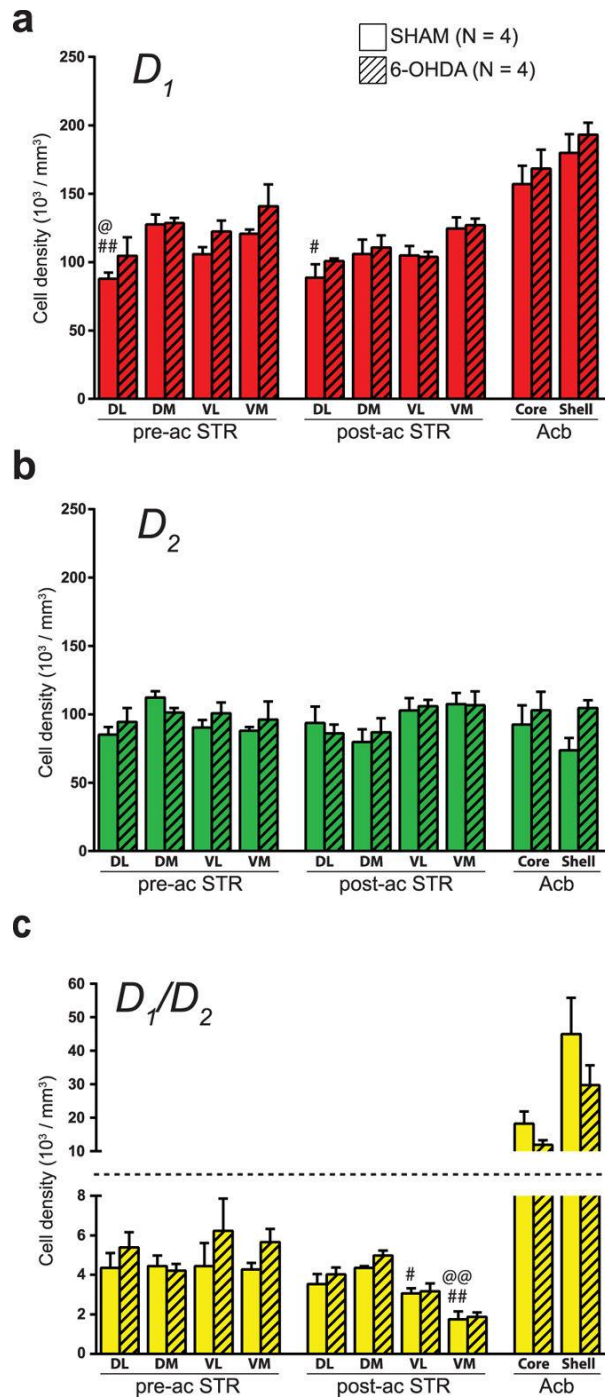 a
SHAM (N = 4)
6-OHDA (N = 4)
D1
Cell density (10³ / mm³)
250
200
150
100
50
0
@
##
#
DL DM VL VM DL DM VL VM Core Shell
pre-ac STR post-ac STR Acb
b
D2
Cell density (10³ / mm³)
250
200
150
100
50
0
DL DM VL VM DL DM VL VM Core Shell
pre-ac STR post-ac STR Acb
c
D1/D2
Cell density (10³ / mm³)
60
50
40
30
20
10
8
6
4
2
0
@@
# ##
DL DM VL VM DL DM VL VM Core Shell
pre-ac STR post-ac STR Acb